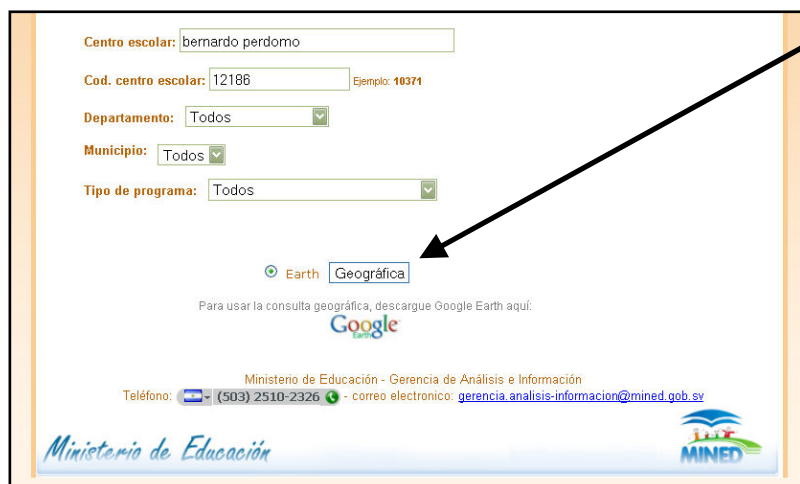 Centro escolar: bernardo perdomo
Cod. centro escolar: 12186 Ejemplo: 10371
Departamento: Todos
Municipio: Todos
Tipo de programa: Todos
Earth Geográfica
Para usar la consulta geográfica, descargue Google Earth aquí:
Google
Earth
Ministerio de Educación - Gerencia de Análisis e Información
Teléfono: (503) 2510-2326 - correo electronico: gerencia.analisis-informacion@mined.gob.sv
Ministerio de Educación
MINED